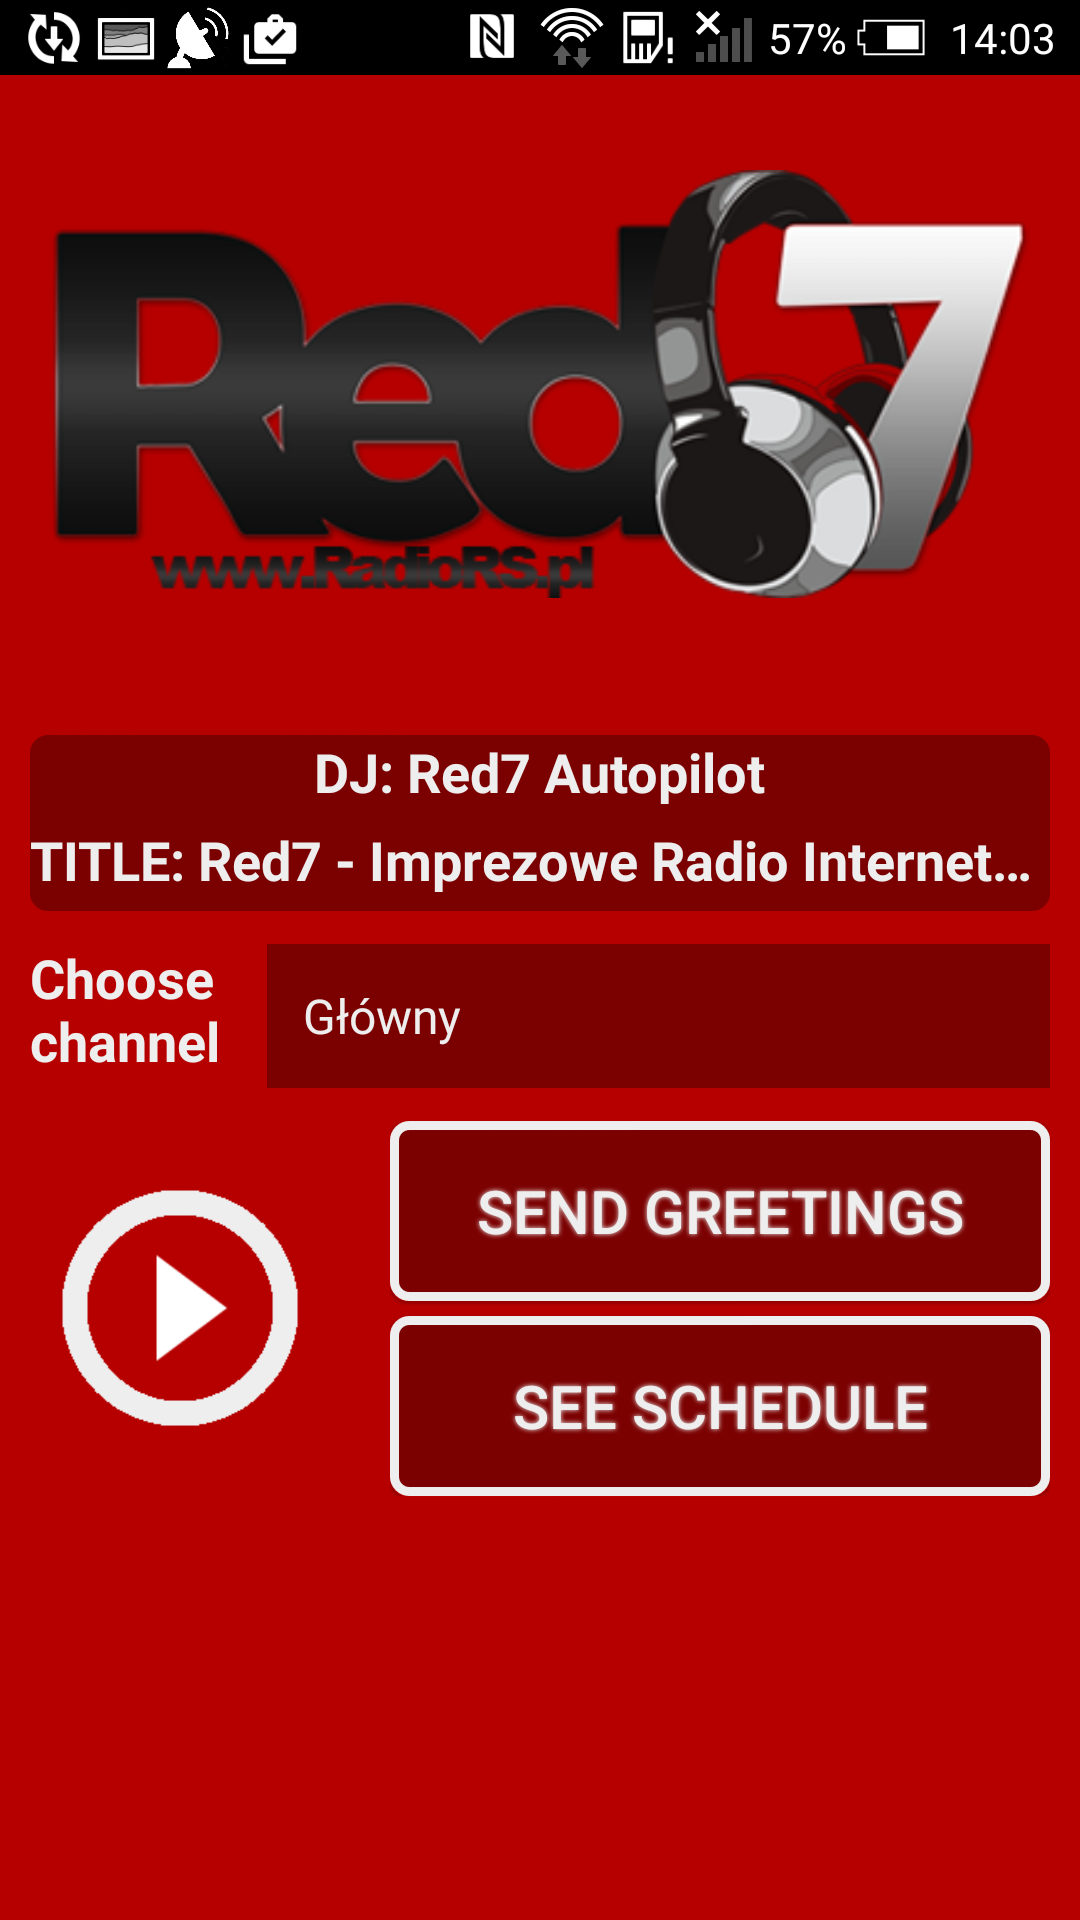 57% 14:03
Red7
www.RadioRS.pl
DJ: Red7 Autopilot
TITLE: Red7 - Imprezowe Radio Internet...
Choose
channel
Główny
SEND GREETINGS
SEE SCHEDULE